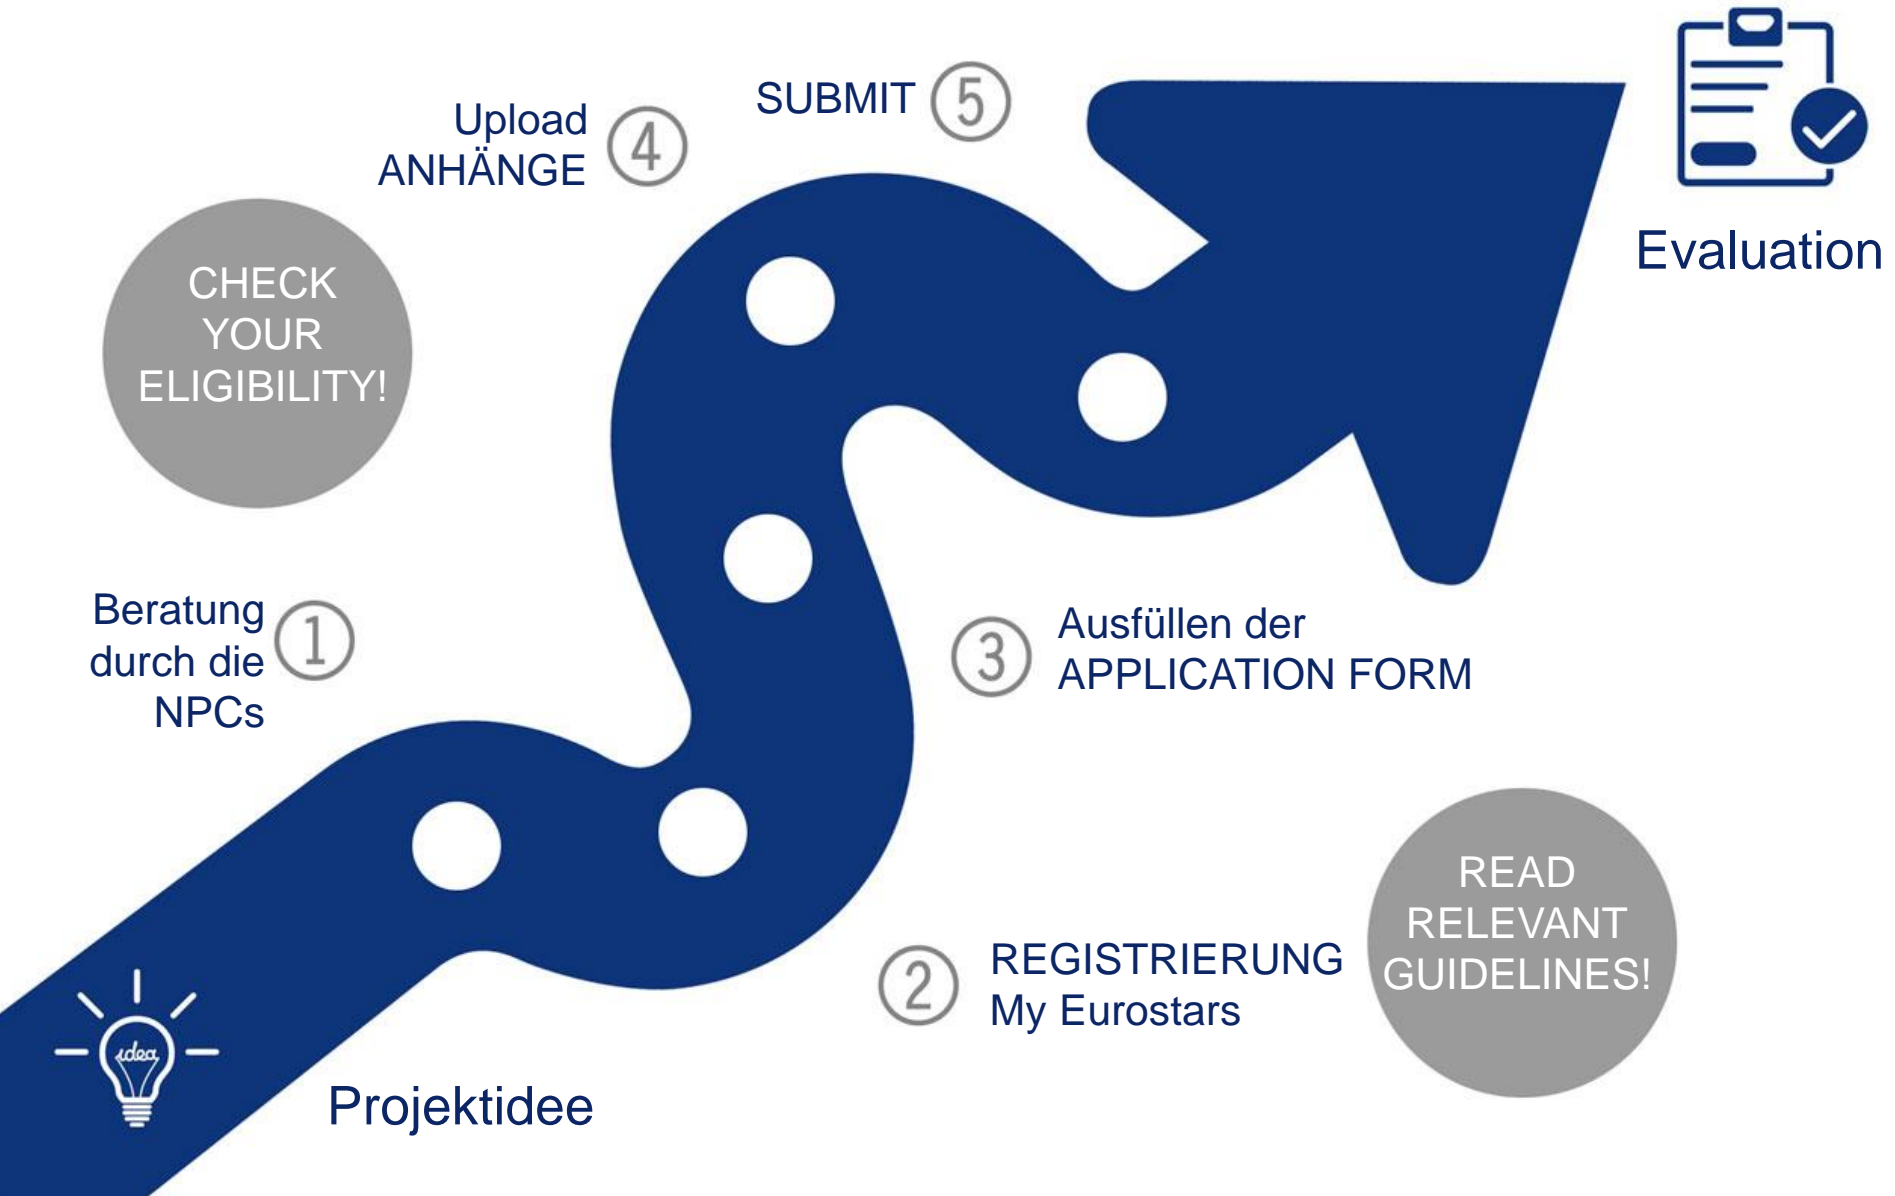 SUBMIT 5
Upload
ANHÄNGE 4
Evaluation
CHECK
YOUR
ELIGIBILITY!
Beratung
durch die
NPCs
1
3
Ausfüllen der
APPLICATION FORM
READ
RELEVANT
GUIDELINES!
2
REGISTRIERUNG
My Eurostars
idea
Projektidee